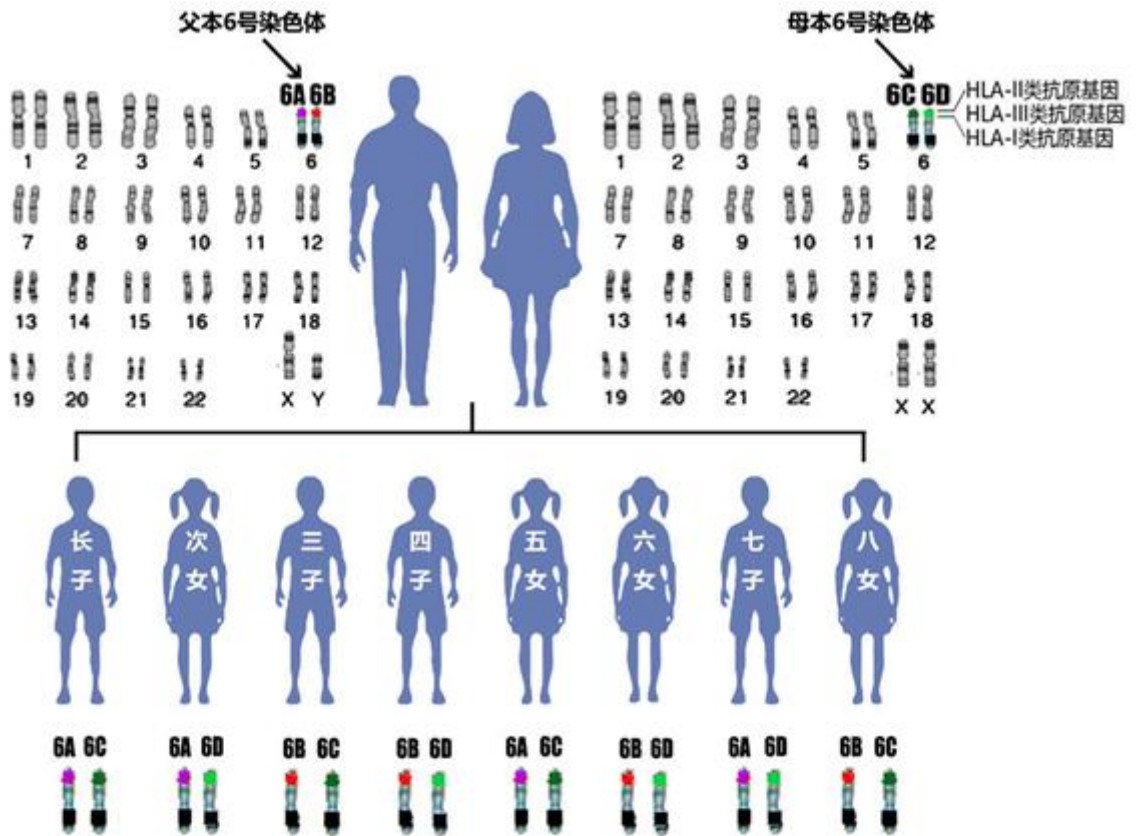 父本6号染色体
母本6号染色体
6A 6B
6C 6D
HLA-II类抗原基因
HLA-III类抗原基因
HLA-I类抗原基因
1 2 3 4 5 6
1 2 3 4 5 6
7 8 9 10 11 12
7 8 9 10 11 12
13 14 15 16 17 18
13 14 15 16 17 18
19 20 21 22 X Y
19 20 21 22 X X
长子
次女
三子
四子
五女
六女
七子
八女
6A 6C
6A 6D
6B 6C
6B 6D
6A 6C
6B 6D
6A 6D
6B 6C